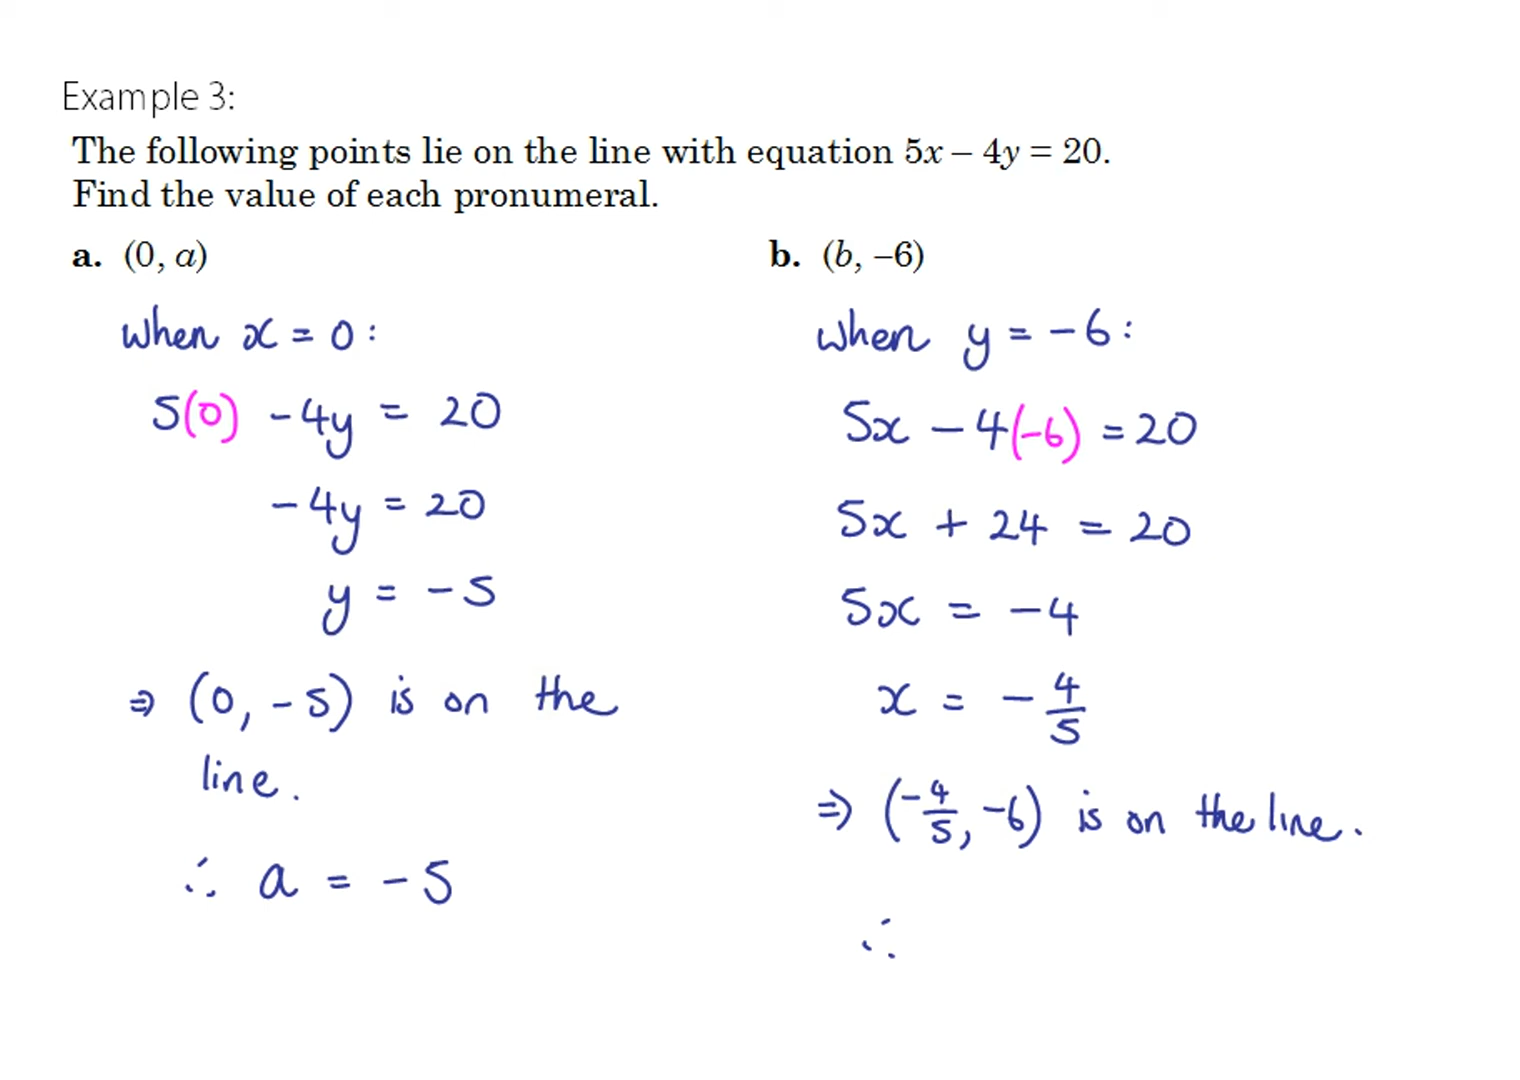 Example 3:
The following points lie on the line with equation 5x – 4y = 20.
Find the value of each pronumeral.
a. (0, a)
when x = 0:
5(0) - 4y = 20
-4y = 20
y = -5
⇒ (0, -5) is on the
line.
∴ a = -5
b. (b, –6)
when y = -6:
5x - 4(-6) = 20
5x + 24 = 20
5x = -4
x = -4/5
⇒ (-4/5, -6) is on the line.
∴